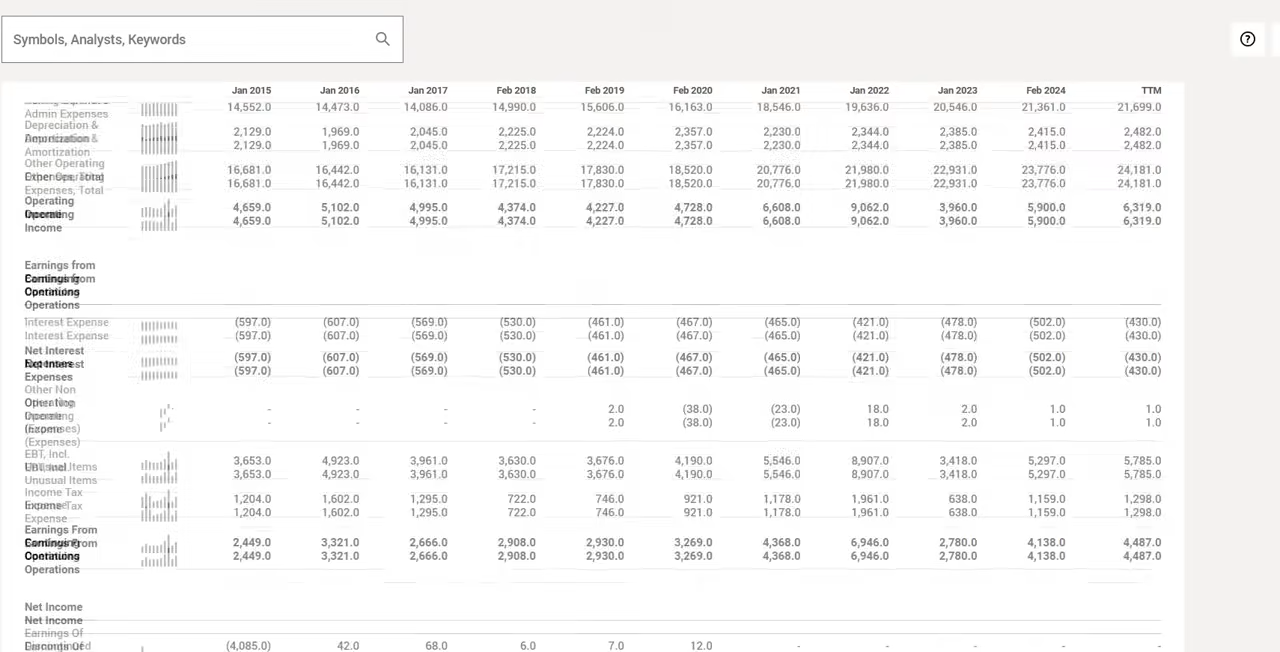 Symbols, Analysts, Keywords
Jan 2015 Jan 2016 Jan 2017 Feb 2018 Feb 2019 Feb 2020 Jan 2021 Jan 2022 Jan 2023 Feb 2024 TTM
14,552.0 14,473.0 14,086.0 14,990.0 15,606.0 16,163.0 18,546.0 19,636.0 20,546.0 21,361.0 21,699.0
Admin Expenses
Depreciation &
2,129.0 1,969.0 2,045.0 2,225.0 2,224.0 2,357.0 2,230.0 2,344.0 2,385.0 2,415.0 2,482.0
Amortization
2,129.0 1,969.0 2,045.0 2,225.0 2,224.0 2,357.0 2,230.0 2,344.0 2,385.0 2,415.0 2,482.0
Amortization
Other Operating
16,681.0 16,442.0 16,131.0 17,215.0 17,830.0 18,520.0 20,776.0 21,980.0 22,931.0 23,776.0 24,181.0
16,681.0 16,442.0 16,131.0 17,215.0 17,830.0 18,520.0 20,776.0 21,980.0 22,931.0 23,776.0 24,181.0
Expenses, Total
Operating
4,659.0 5,102.0 4,995.0 4,374.0 4,227.0 4,728.0 6,608.0 9,062.0 3,960.0 5,900.0 6,319.0
4,659.0 5,102.0 4,995.0 4,374.0 4,227.0 4,728.0 6,608.0 9,062.0 3,960.0 5,900.0 6,319.0
Income
Earnings from
Operations
Interest Expense (597.0) (607.0) (569.0) (530.0) (461.0) (467.0) (465.0) (421.0) (478.0) (502.0) (430.0)
Interest Expense (597.0) (607.0) (569.0) (530.0) (461.0) (467.0) (465.0) (421.0) (478.0) (502.0) (430.0)
Net Interest
(597.0) (607.0) (569.0) (530.0) (461.0) (467.0) (465.0) (421.0) (478.0) (502.0) (430.0)
(597.0) (607.0) (569.0) (530.0) (461.0) (467.0) (465.0) (421.0) (478.0) (502.0) (430.0)
Expenses
Other Non
- - - - 2.0 (38.0) (23.0) 18.0 2.0 1.0 1.0
- - - - 2.0 (38.0) (23.0) 18.0 2.0 1.0 1.0
(Expenses)
(Expenses)
EBT, Incl.
3,653.0 4,923.0 3,961.0 3,630.0 3,676.0 4,190.0 5,546.0 8,907.0 3,418.0 5,297.0 5,785.0
3,653.0 4,923.0 3,961.0 3,630.0 3,676.0 4,190.0 5,546.0 8,907.0 3,418.0 5,297.0 5,785.0
Unusual Items
Income Tax
1,204.0 1,602.0 1,295.0 722.0 746.0 921.0 1,178.0 1,961.0 638.0 1,159.0 1,298.0
1,204.0 1,602.0 1,295.0 722.0 746.0 921.0 1,178.0 1,961.0 638.0 1,159.0 1,298.0
Expense
Earnings From
2,449.0 3,321.0 2,666.0 2,908.0 2,930.0 3,269.0 4,368.0 6,946.0 2,780.0 4,138.0 4,487.0
2,449.0 3,321.0 2,666.0 2,908.0 2,930.0 3,269.0 4,368.0 6,946.0 2,780.0 4,138.0 4,487.0
Operations
Net Income
Net Income
Earnings Of
(4,085.0) 42.0 68.0 6.0 7.0 12.0 - - - - -